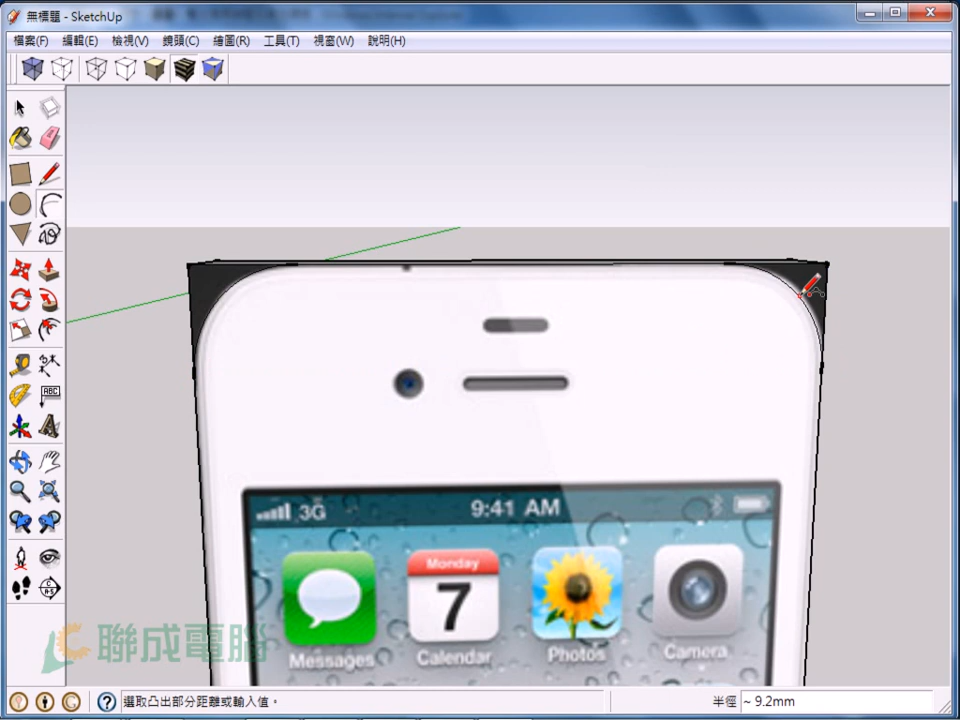 無標題 - SketchUp
檔案(F) 編輯(E) 檢視(V) 鏡頭(C) 繪圖(R) 工具(T) 視窗(W) 說明(H)
ABC
3G 9:41 AM
Monday
7
Messages Calendar Photos Camera
聯成電腦
選取凸出部分距離或輸入值。 半徑 ~ 9.2mm